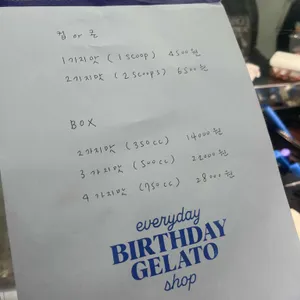 컵 or 콘
1가지맛 (1 scoop) 4500원
2가지맛 (2 scoops) 6500원
BOX
2가지맛 (350cc) 14000원
3가지맛 (500cc) 22000원
4가지맛 (750cc) 28000원
everyday
BIRTHDAY
GELATO
shop